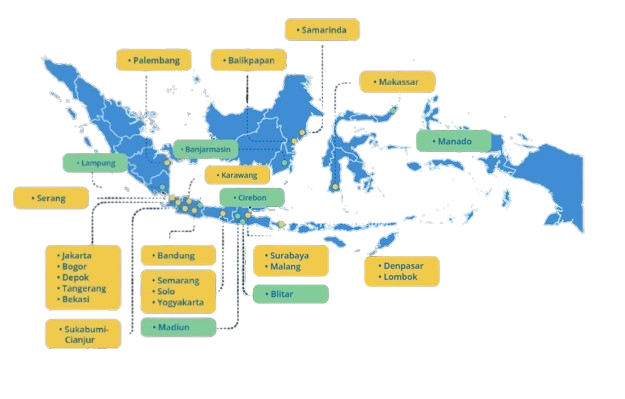 • Samarinda
• Palembang
• Balikpapan
• Makassar
• Banjarmasin
• Manado
• Lampung
• Karawang
• Serang
• Cirebon
• Jakarta
• Bogor
• Depok
• Tangerang
• Bekasi
• Bandung
• Surabaya
• Malang
• Denpasar
• Lombok
• Semarang
• Solo
• Yogyakarta
• Blitar
• Sukabumi-
Cianjur
• Madiun